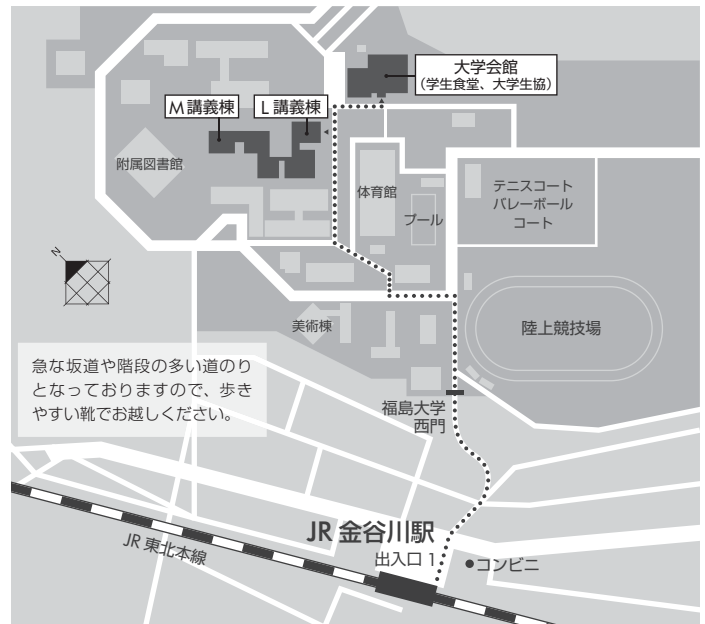 大学会館
（学生食堂、大学生協）
M講義棟
L講義棟
附属図書館
体育館
プール
テニスコート
バレーボール
コート
N
美術棟
陸上競技場
急な坂道や階段の多い道のり
となっておりますので、歩き
やすい靴でお越しください。
福島大学
西門
JR 金谷川駅
出入口 1
コンビニ
JR 東北本線